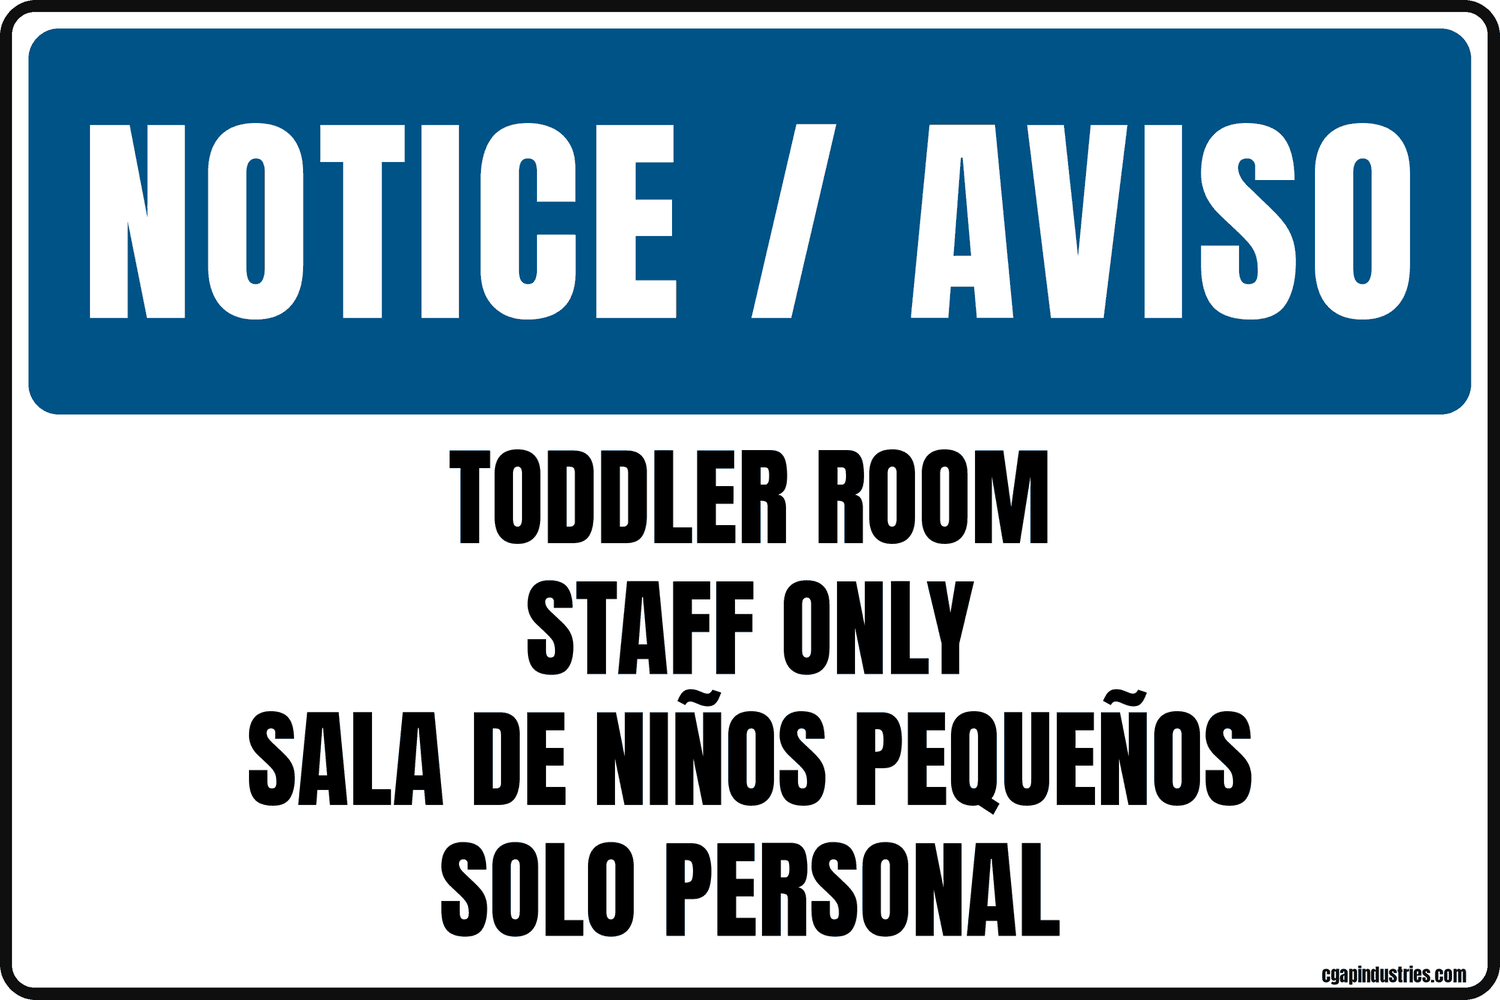 NOTICE / AVISO
TODDLER ROOM
STAFF ONLY
SALA DE NIÑOS PEQUEÑOS
SOLO PERSONAL
cgapindustries.com